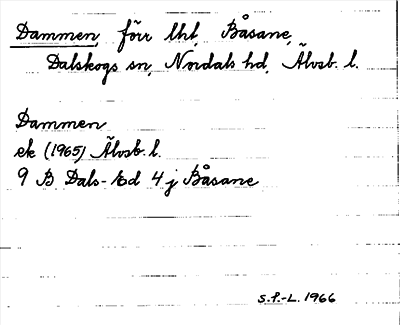 Dammen, förr lht, Båsane,
Dalskogs sn, Nordals hd, Älvsb. l.
Dammen
ek (1965) Älvsb. l.
9 B Dals-Ed 4 j Båsane
S.P.-L. 1966